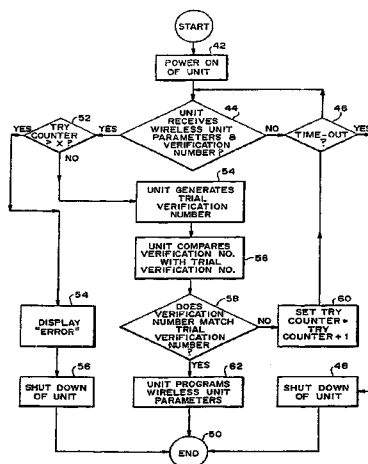 START
42
POWER ON
OF UNIT
44
UNIT
RECEIVES
WIRELESS UNIT
PARAMETERS &
VERIFICATION
NUMBER?
YES
NO
52
TRY
COUNTER
> X ?
YES
NO
46
TIME-OUT
?
YES
54
UNIT GENERATES
TRIAL
VERIFICATION
NUMBER
56
UNIT COMPARES
VERIFICATION NO.
WITH TRIAL
VERIFICATION NO.
58
DOES
VERIFICATION
NUMBER MATCH
TRIAL
VERIFICATION
NUMBER
?
NO
YES
60
SET TRY
COUNTER =
TRY
COUNTER + 1
54
DISPLAY
"ERROR"
56
SHUT DOWN
OF UNIT
62
UNIT PROGRAMS
WIRELESS UNIT
PARAMETERS
48
SHUT DOWN
OF UNIT
50
END